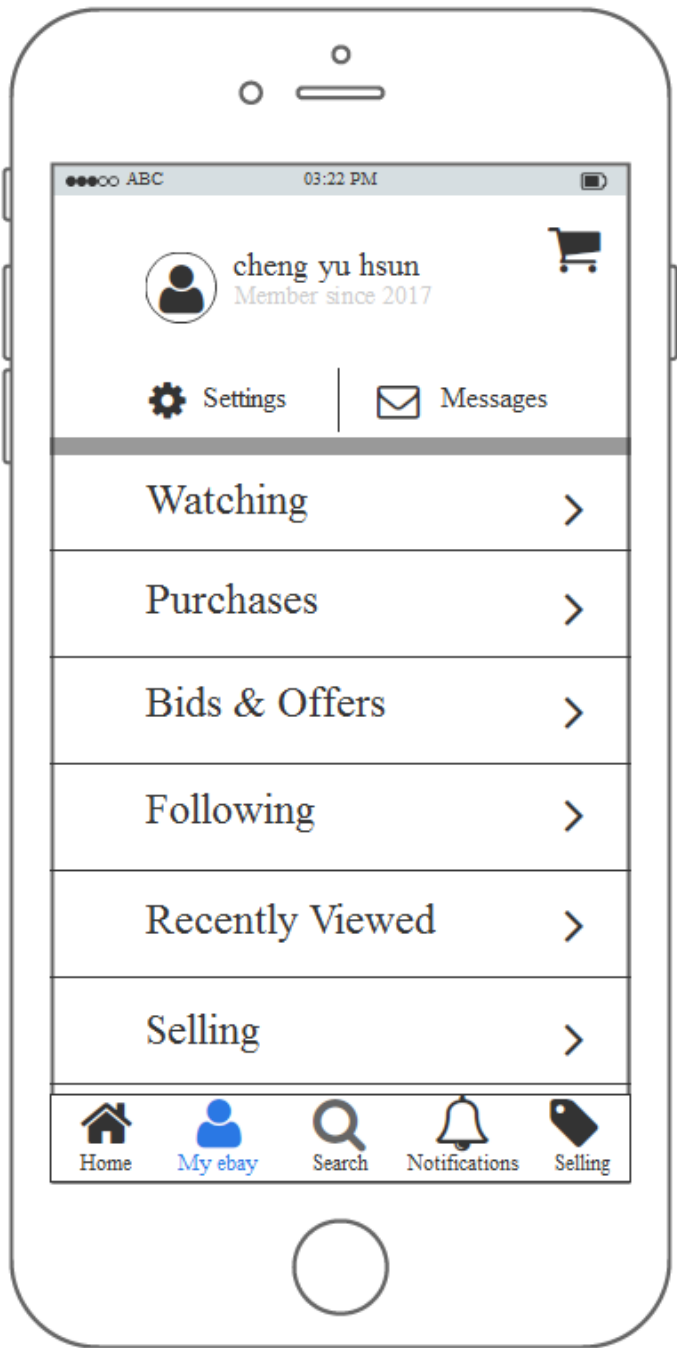 ABC 03:22 PM
cheng yu hsun
Member since 2017
Settings Messages
Watching
Purchases
Bids & Offers
Following
Recently Viewed
Selling
Home My ebay Search Notifications Selling